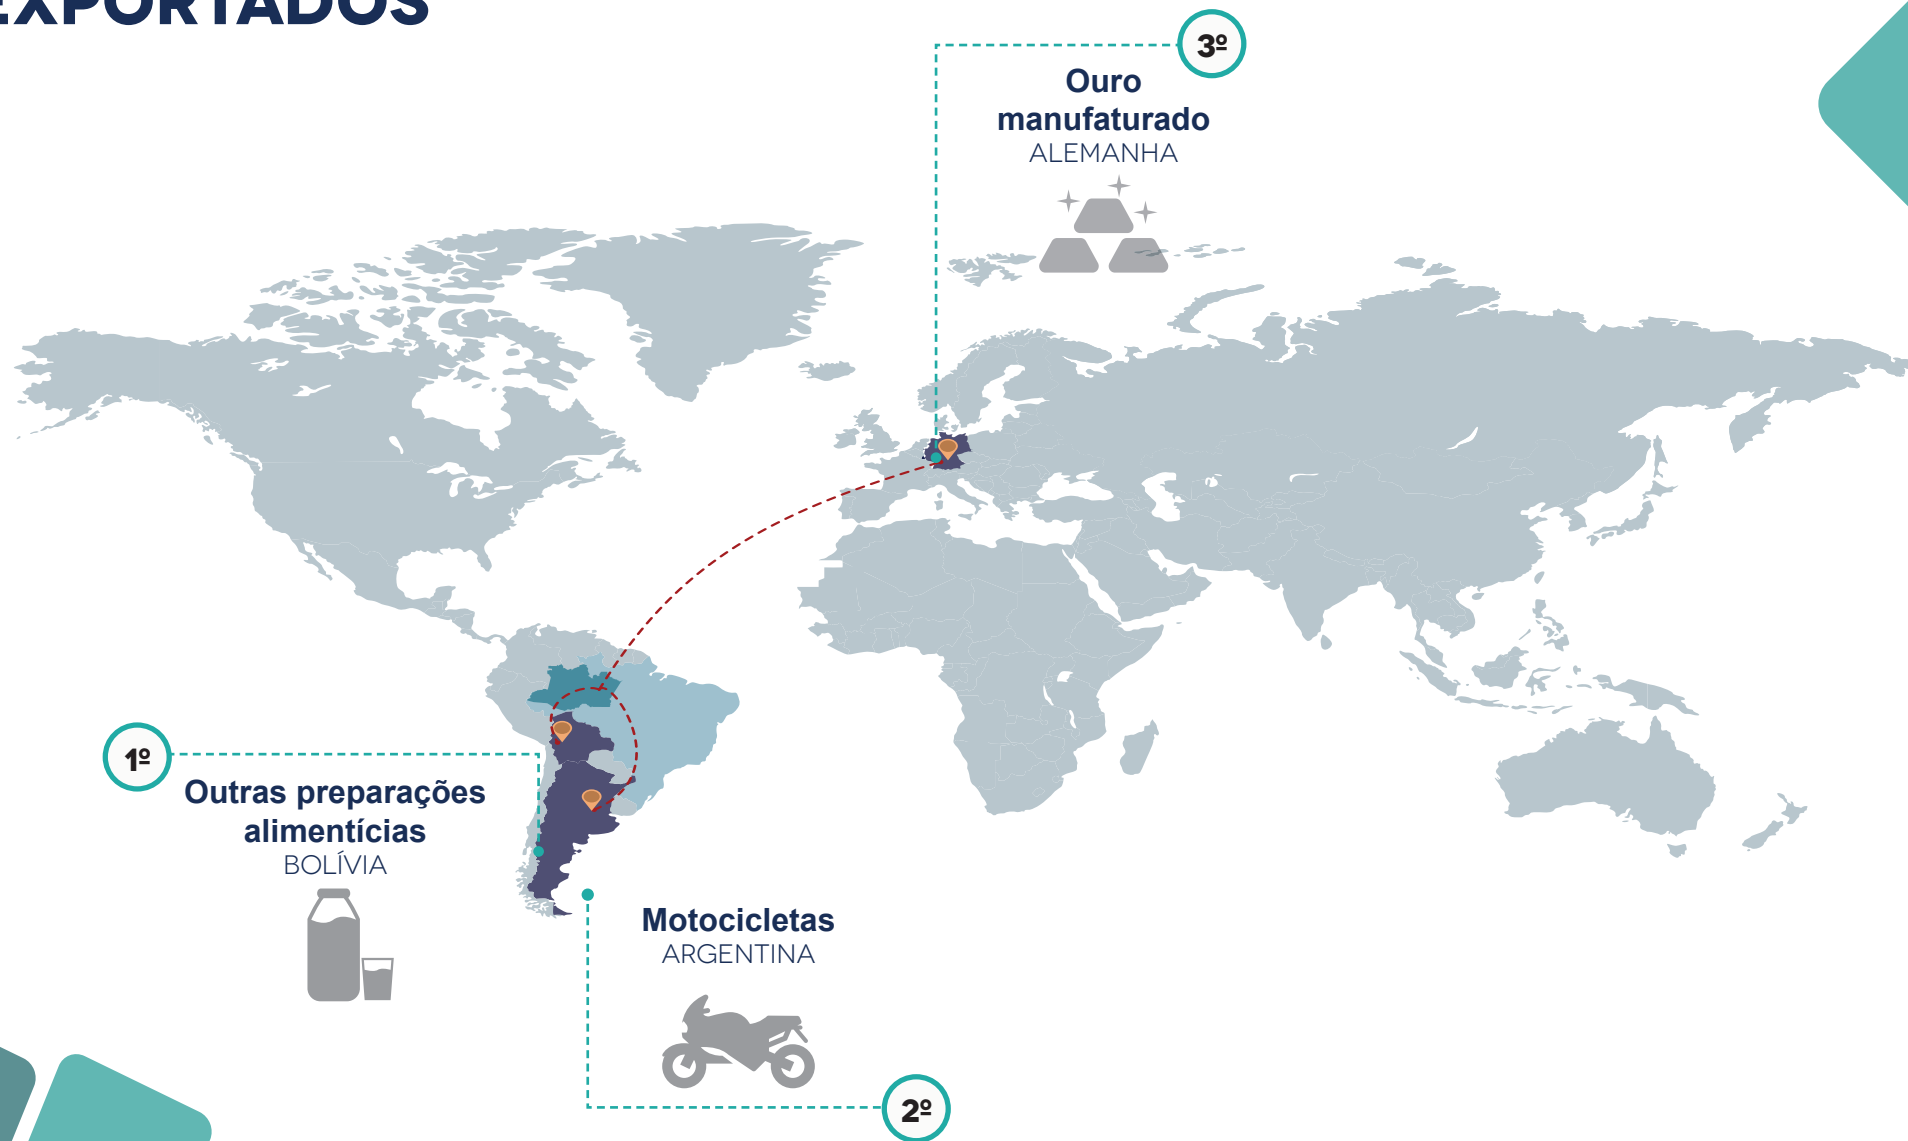 EXPORTADOS
3º
Ouro
manufaturado
ALEMANHA
1º
Outras preparações
alimentícias
BOLÍVIA
Motocicletas
ARGENTINA
2º